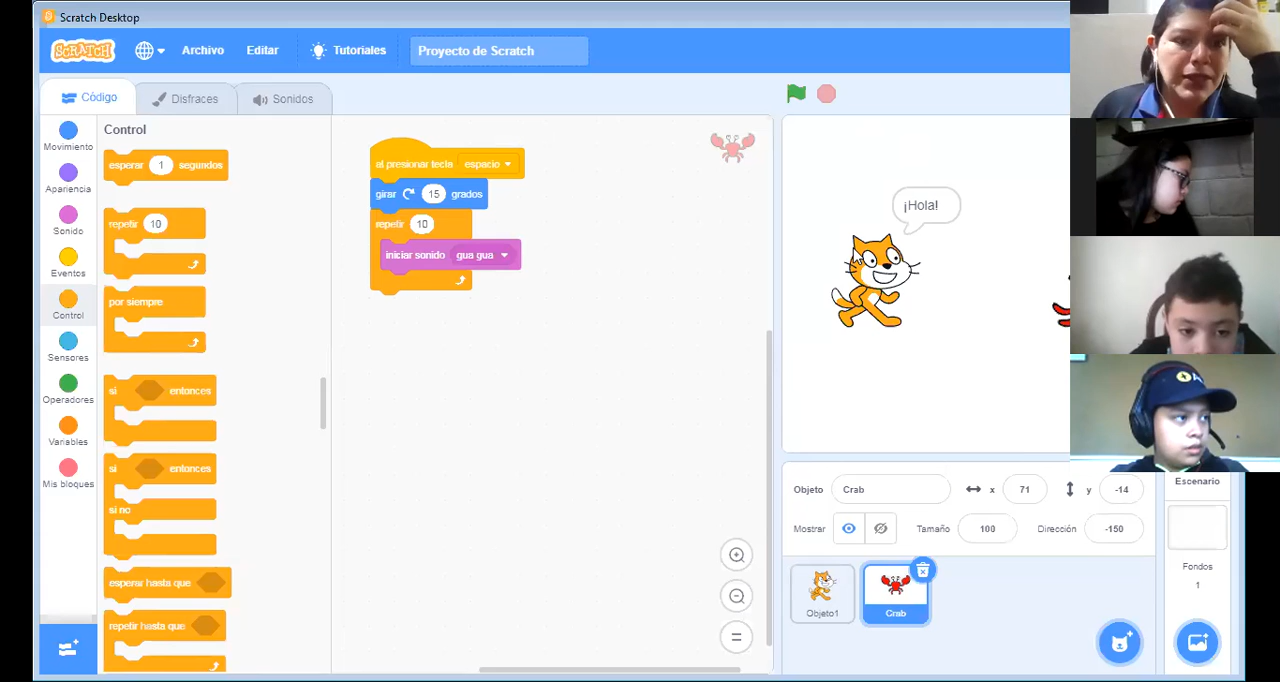 Scratch Desktop
SCRATCH
Archivo
Editar
Tutoriales
Proyecto de Scratch
Código
Disfraces
Sonidos
Movimiento
Apariencia
Sonido
Eventos
Control
Sensores
Operadores
Variables
Mis bloques
Control
esperar 1 segundos
repetir 10
por siempre
si entonces
si entonces
si no
esperar hasta que
repetir hasta que
al presionar tecla espacio
girar 15 grados
repetir 10
iniciar sonido gua gua
¡Hola!
Objeto Crab x 71 y -14
Mostrar Tamaño 100 Dirección -150
Objeto1
Crab
Escenario
Fondos
1